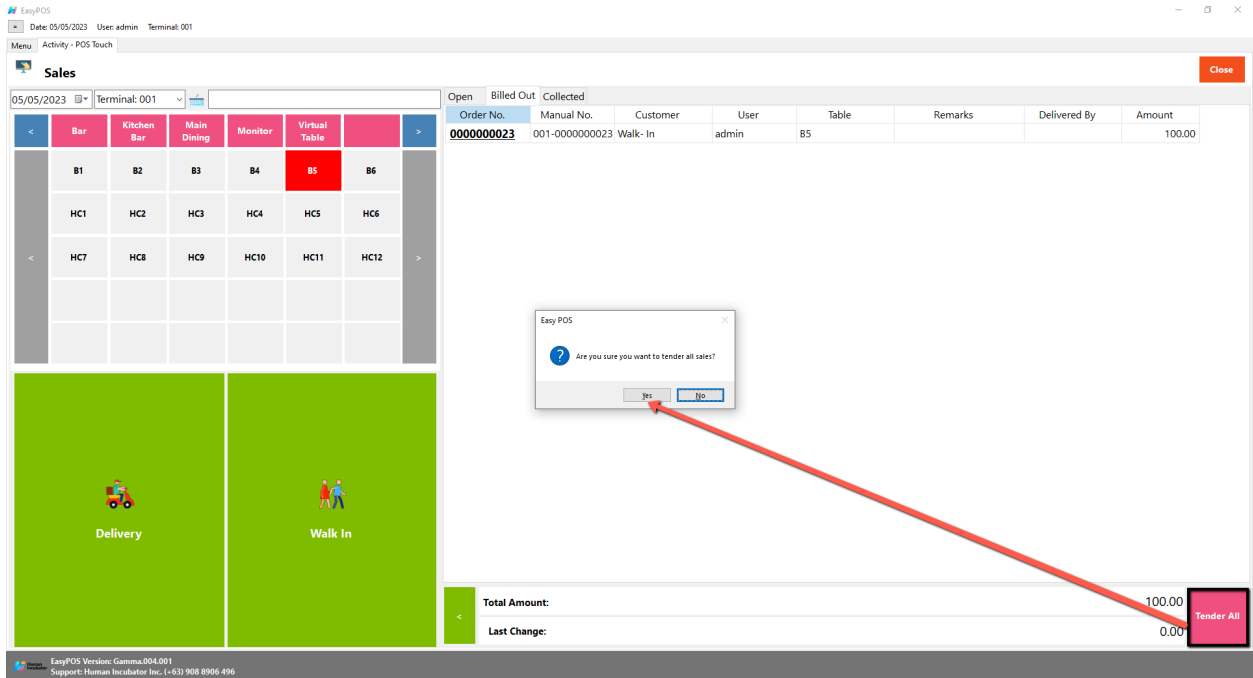 EasyPOS
Date: 05/05/2023 User: admin Terminal: 001
Menu Activity - POS Touch
Sales
Close
05/05/2023 Terminal: 001
Open Billed Out Collected
Order No. Manual No. Customer User Table Remarks Delivered By Amount
0000000023 001-0000000023 Walk- In admin B5 100.00
< Bar Kitchen Bar Main Dining Monitor Virtual Table >
B1 B2 B3 B4 B5 B6
HC1 HC2 HC3 HC4 HC5 HC6
< HC7 HC8 HC9 HC10 HC11 HC12 >
Easy POS
? Are you sure you want to tender all sales?
Yes No
Delivery Walk In
<
Total Amount: 100.00
Last Change: 0.00
Tender All
Human Incubator
EasyPOS Version: Gamma.004.001
Support: Human Incubator Inc. (+63) 908 8906 496